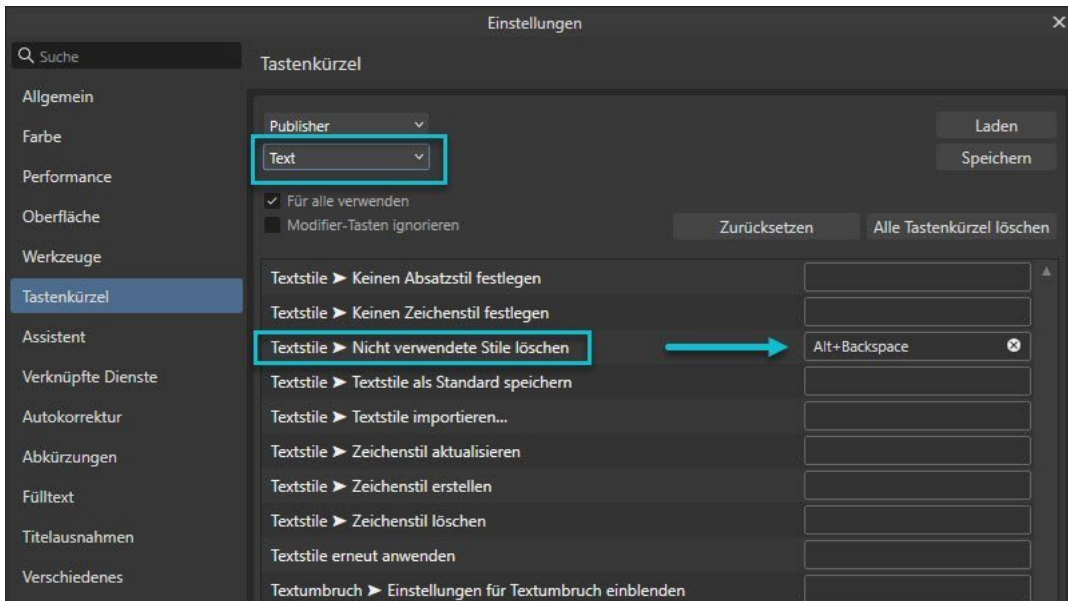 Einstellungen
Suche
Allgemein
Farbe
Performance
Oberfläche
Werkzeuge
Tastenkürzel
Assistent
Verknüpfte Dienste
Autokorrektur
Abkürzungen
Fülltext
Titelausnahmen
Verschiedenes
Tastenkürzel
Publisher
Laden
Text
Speichern
Für alle verwenden
Modifier-Tasten ignorieren
Zurücksetzen
Alle Tastenkürzel löschen
Textstile ➤ Keinen Absatzstil festlegen
Textstile ➤ Keinen Zeichenstil festlegen
Textstile ➤ Nicht verwendete Stile löschen Alt+Backspace
Textstile ➤ Textstile als Standard speichern
Textstile ➤ Textstile importieren...
Textstile ➤ Zeichenstil aktualisieren
Textstile ➤ Zeichenstil erstellen
Textstile ➤ Zeichenstil löschen
Textstile erneut anwenden
Textumbruch ➤ Einstellungen für Textumbruch einblenden